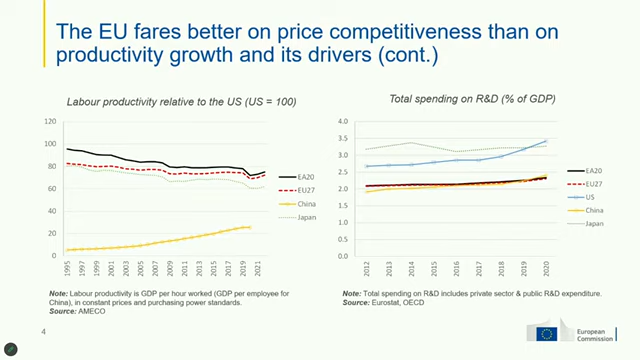 The EU fares better on price competitiveness than on
productivity growth and its drivers (cont.)
Labour productivity relative to the US (US = 100)
120
100
80
60
40
20
0
1995
1997
1999
2001
2003
2005
2007
2009
2011
2013
2015
2017
2019
2021
EA20
EU27
China
Japan
Note: Labour productivity is GDP per hour worked (GDP per employee for
China), in constant prices and purchasing power standards.
Source: AMECO
Total spending on R&D (% of GDP)
4.0
3.5
3.0
2.5
2.0
1.5
1.0
0.5
0.0
2012
2013
2014
2015
2016
2017
2018
2019
2020
EA20
EU27
US
China
Japan
Note: Total spending on R&D includes private sector & public R&D expenditure.
Source: Eurostat, OECD
4
European
Commission